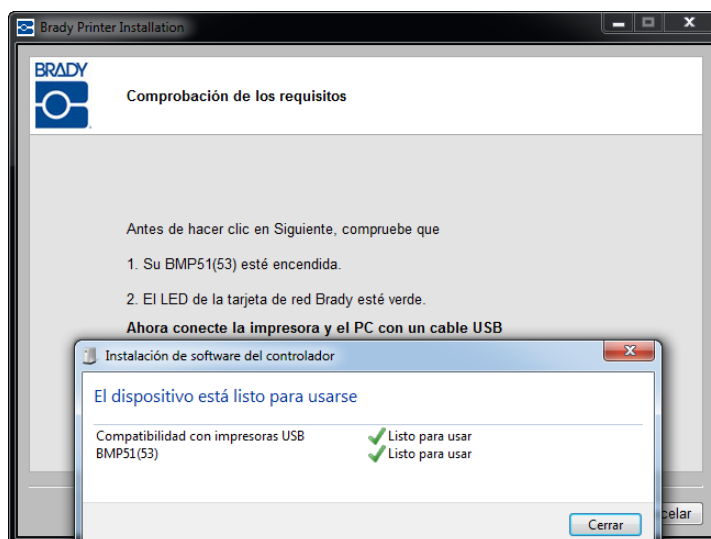 Brady Printer Installation
BRADY
Comprobación de los requisitos
Antes de hacer clic en Siguiente, compruebe que
1. Su BMP51(53) esté encendida.
2. El LED de la tarjeta de red Brady esté verde.
Ahora conecte la impresora y el PC con un cable USB
Instalación de software del controlador
El dispositivo está listo para usarse
Compatibilidad con impresoras USB Listo para usar
BMP51(53) Listo para usar
Cerrar
celar